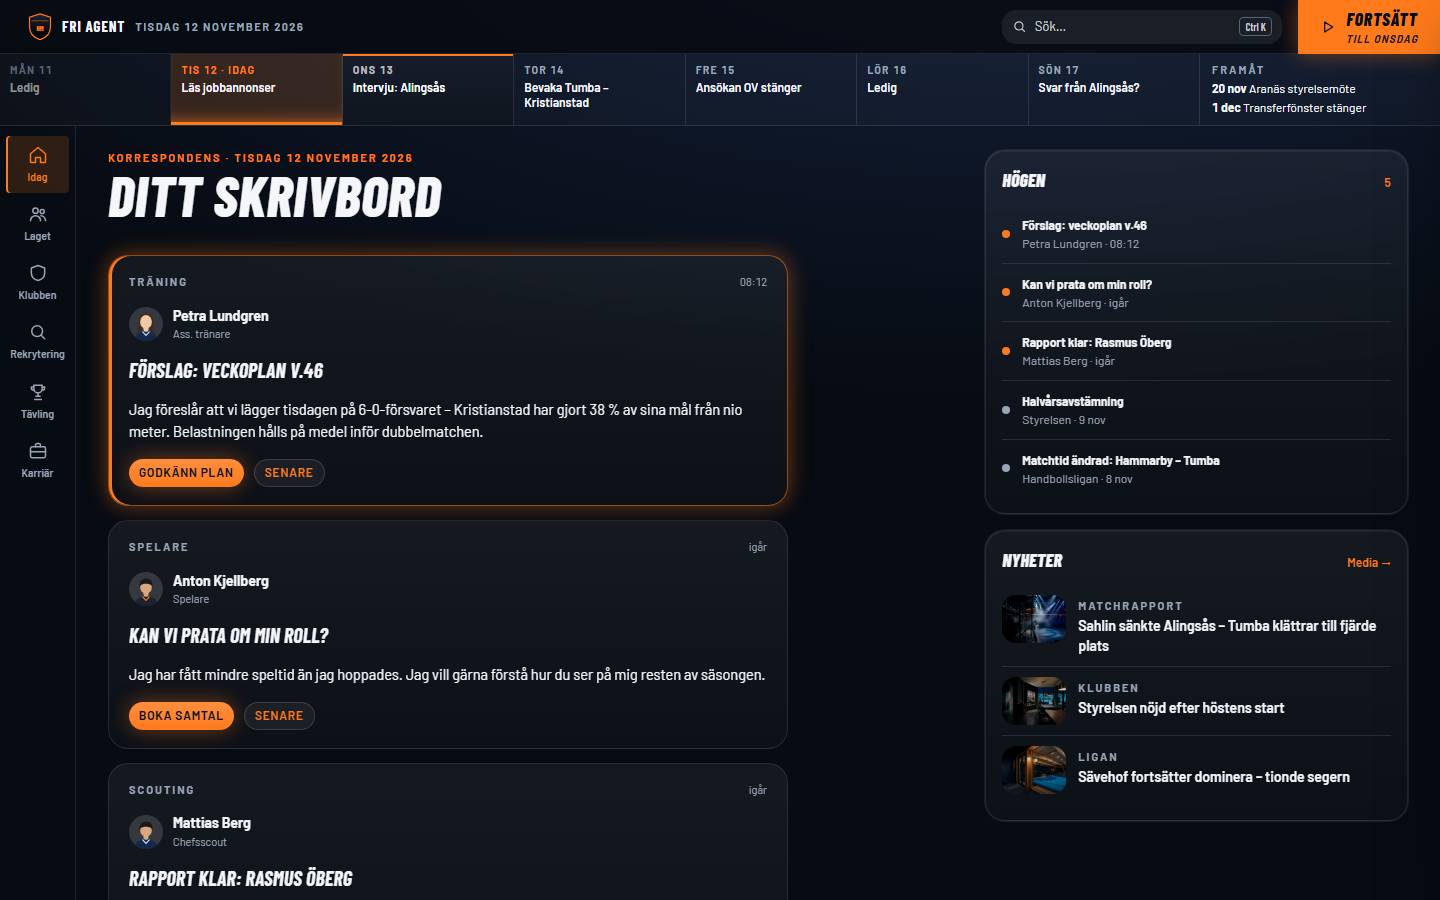 FRI AGENT TISDAG 12 NOVEMBER 2026
Sök... Ctrl K
FORTSÄTT
TILL ONSDAG
MÅN 11
Ledig
TIS 12 · IDAG
Läs jobbannonser
ONS 13
Intervju: Alingsås
TOR 14
Bevaka Tumba –
Kristianstad
FRE 15
Ansökan OV stänger
LÖR 16
Ledig
SÖN 17
Svar från Alingsås?
FRAMÅT
20 nov Aranäs styrelsemöte
1 dec Transferfönster stänger
Idag
Laget
Klubben
Rekrytering
Tävling
Karriär
KORRESPONDENS · TISDAG 12 NOVEMBER 2026
DITT SKRIVBORD
TRÄNING 08:12
Petra Lundgren
Ass. tränare
FÖRSLAG: VECKOPLAN V.46
Jag föreslår att vi lägger tisdagen på 6-0-försvaret – Kristianstad har gjort 38 % av sina mål från nio
meter. Belastningen hålls på medel inför dubbelmatchen.
GODKÄNN PLAN SENARE
SPELARE igår
Anton Kjellberg
Spelare
KAN VI PRATA OM MIN ROLL?
Jag har fått mindre speltid än jag hoppades. Jag vill gärna förstå hur du ser på mig resten av säsongen.
BOKA SAMTAL SENARE
SCOUTING igår
Mattias Berg
Chefsscout
RAPPORT KLAR: RASMUS ÖBERG
HÖGEN 5
Förslag: veckoplan v.46
Petra Lundgren · 08:12
Kan vi prata om min roll?
Anton Kjellberg · igår
Rapport klar: Rasmus Öberg
Mattias Berg · igår
Halvårsavstämning
Styrelsen · 9 nov
Matchtid ändrad: Hammarby – Tumba
Handbollsligan · 8 nov
NYHETER Media →
MATCHRAPPORT
Sahlin sänkte Alingsås – Tumba klättrar till fjärde
plats
KLUBBEN
Styrelsen nöjd efter höstens start
LIGAN
Sävehof fortsätter dominera – tionde segern